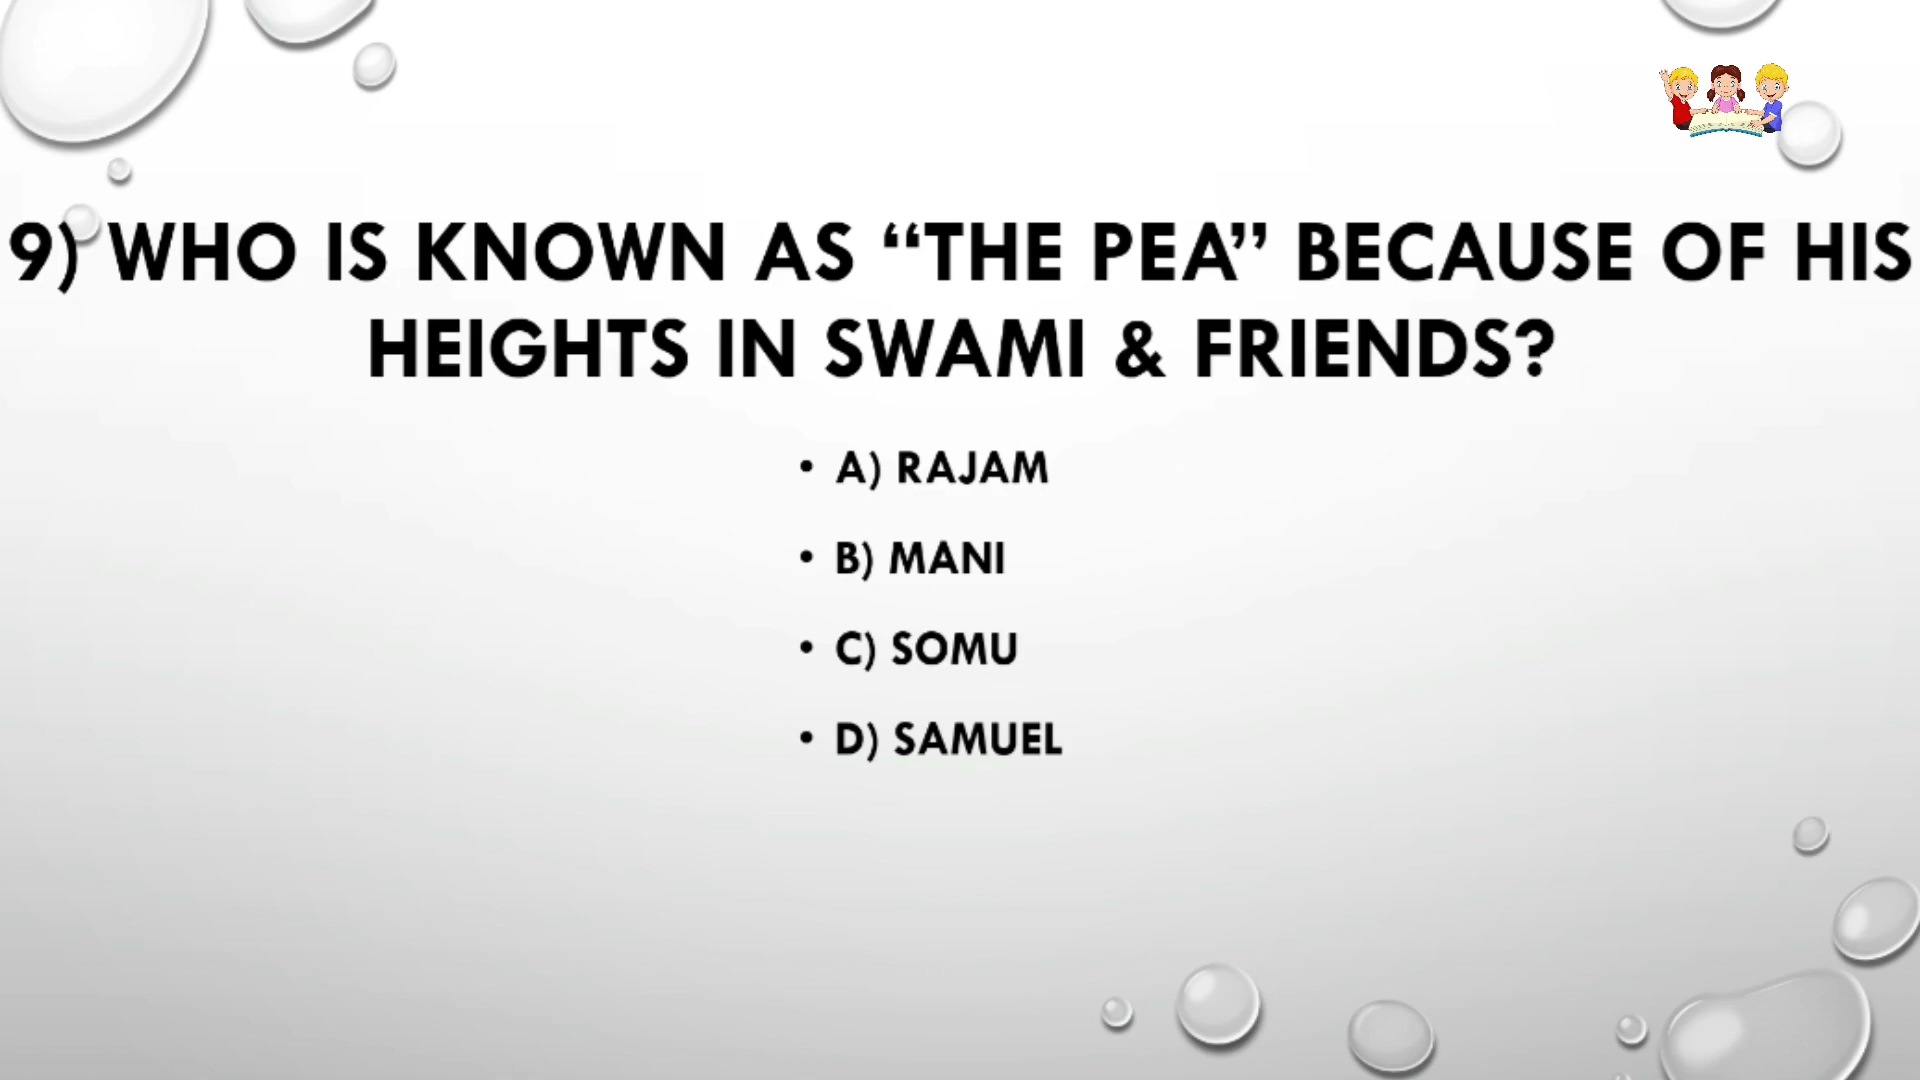 9) WHO IS KNOWN AS “THE PEA” BECAUSE OF HIS
HEIGHTS IN SWAMI & FRIENDS?
• A) RAJAM
• B) MANI
• C) SOMU
• D) SAMUEL